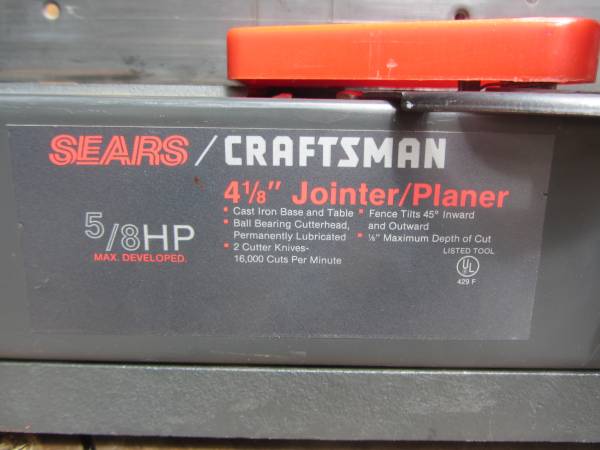 SEARS / CRAFTSMAN
4 1/8" Jointer/Planer
5/8HP
MAX. DEVELOPED.
• Cast Iron Base and Table
• Ball Bearing Cutterhead,
Permanently Lubricated
• 2 Cutter Knives-
16,000 Cuts Per Minute
• Fence Tilts 45° Inward
and Outward
• ⅛" Maximum Depth of Cut
LISTED TOOL
UL
429 F